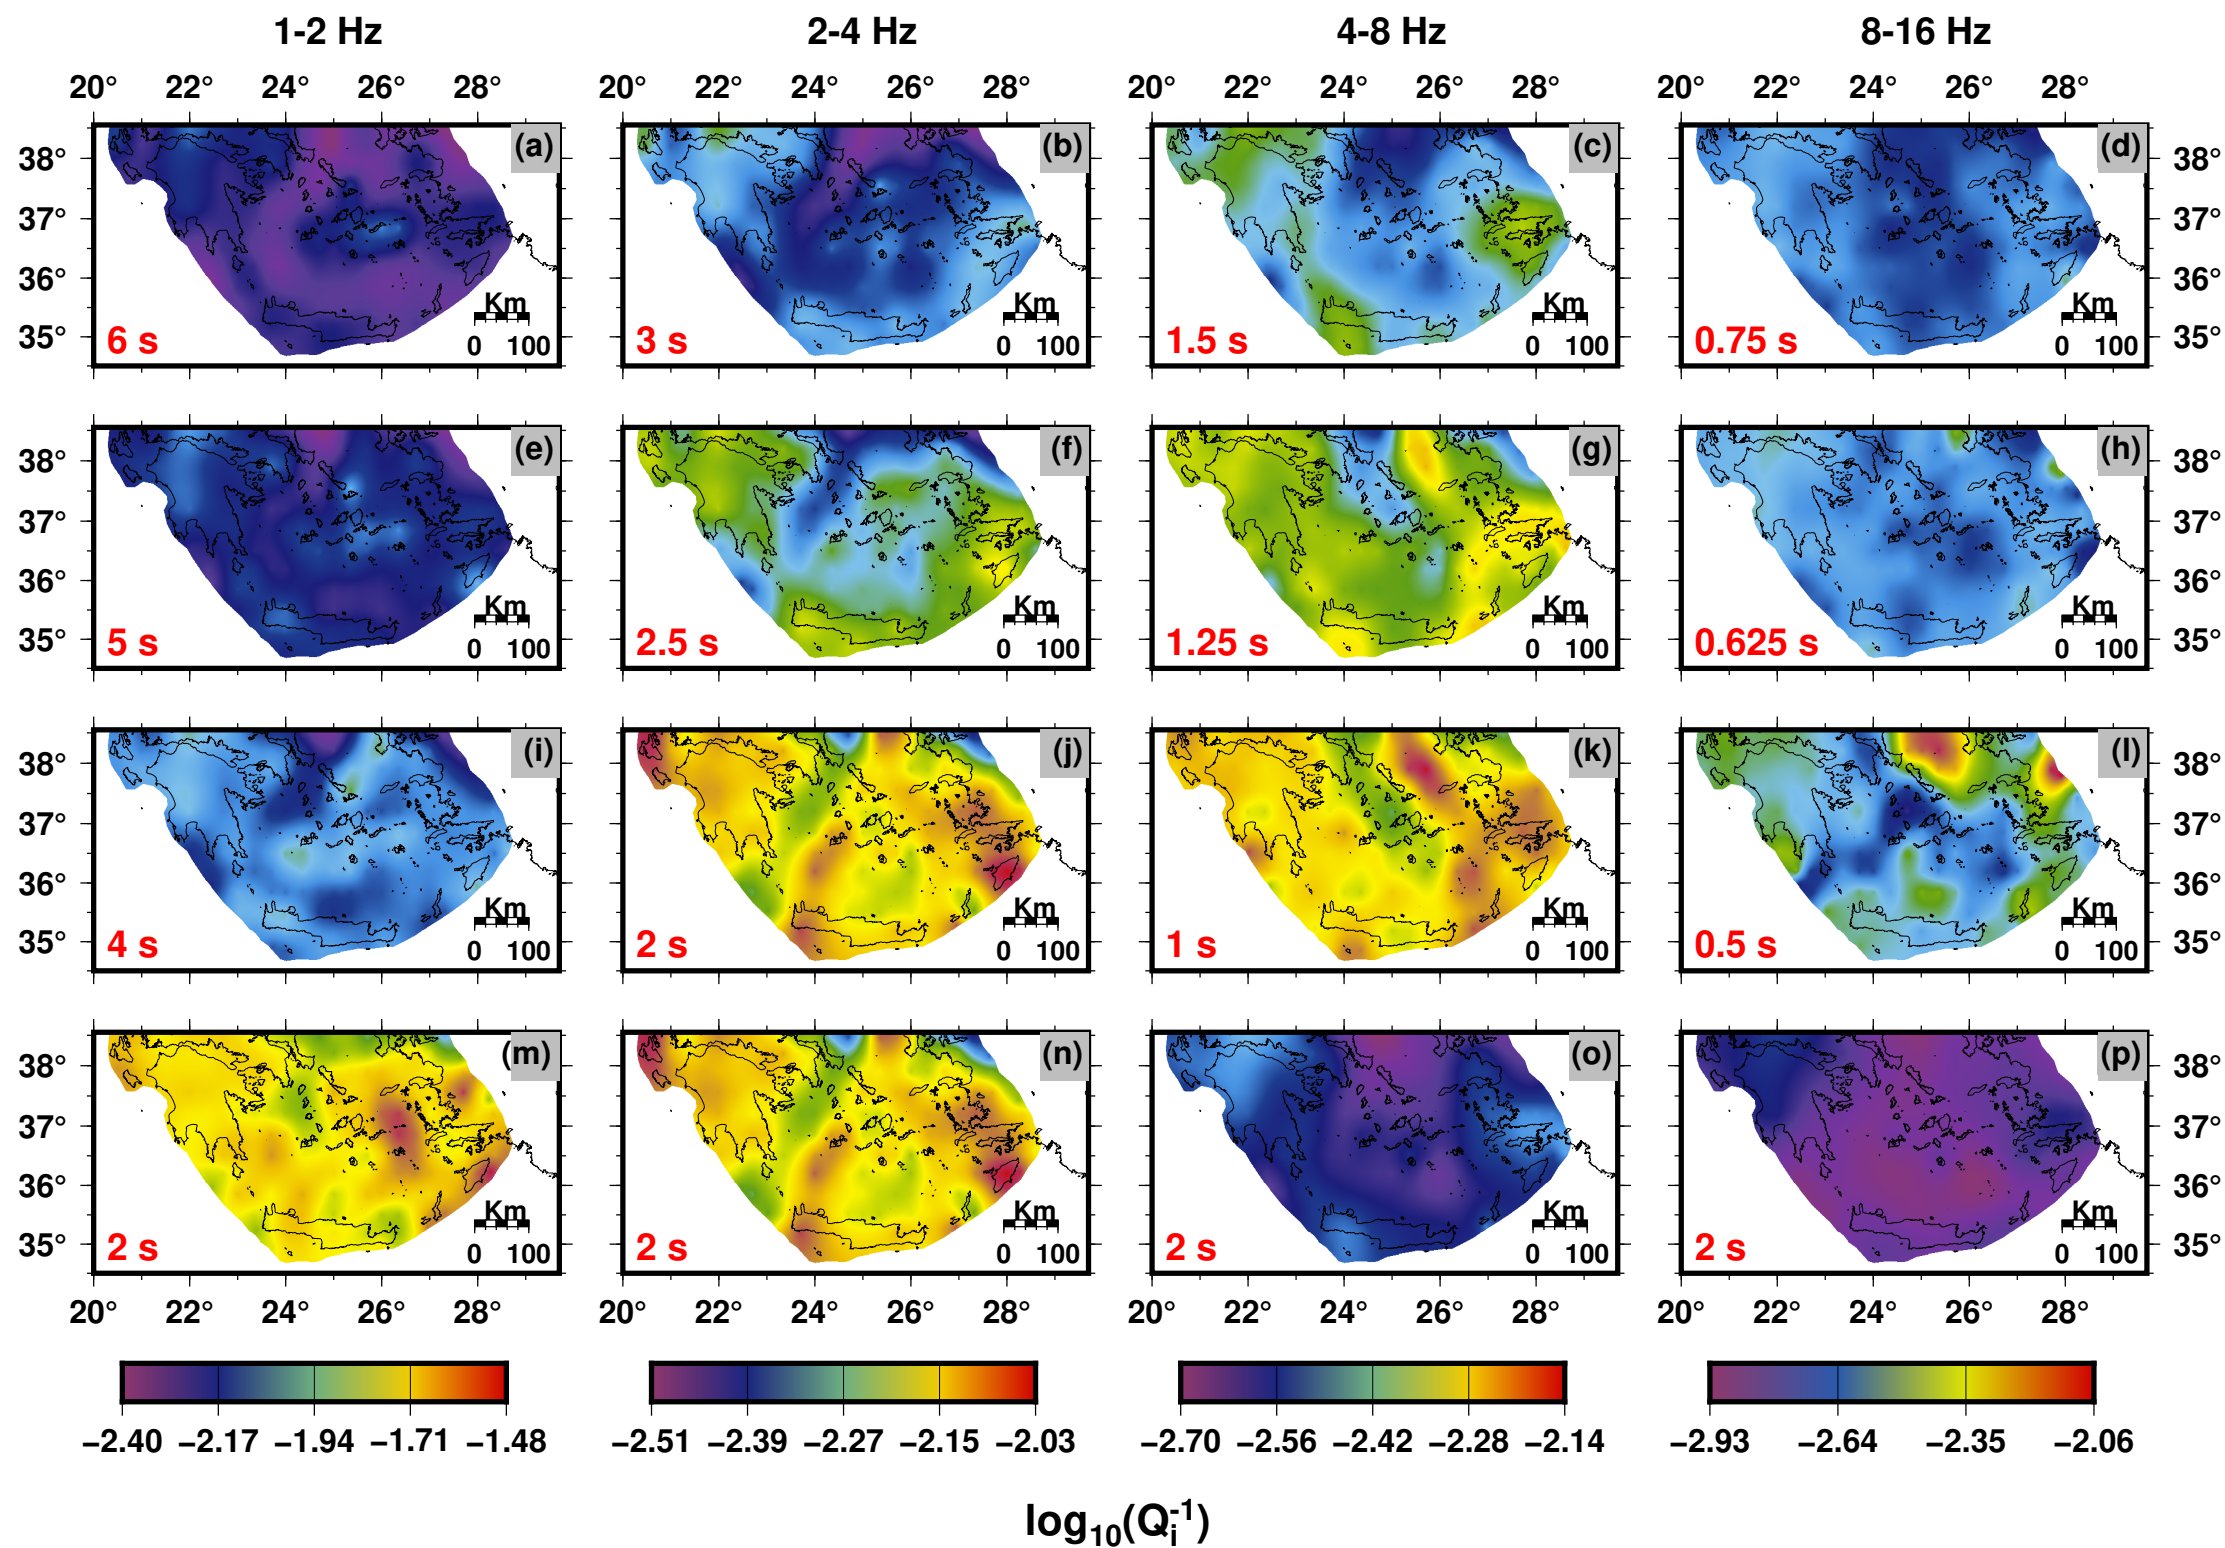 1-2 Hz 2-4 Hz 4-8 Hz 8-16 Hz
20° 22° 24° 26° 28° 20° 22° 24° 26° 28° 20° 22° 24° 26° 28° 20° 22° 24° 26° 28°
(a) (b) (c) (d)
38° 38°
37° 37°
36° 36°
Km Km Km Km
35° 6 s 0 100 3 s 0 100 1.5 s 0 100 0.75 s 0 100 35°
(e) (f) (g) (h)
38° 38°
37° 37°
36° 36°
Km Km Km Km
35° 5 s 0 100 2.5 s 0 100 1.25 s 0 100 0.625 s 0 100 35°
(i) (j) (k) (l)
38° 38°
37° 37°
36° 36°
Km Km Km Km
35° 4 s 0 100 2 s 0 100 1 s 0 100 0.5 s 0 100 35°
(m) (n) (o) (p)
38° 38°
37° 37°
36° 36°
Km Km Km Km
35° 2 s 0 100 2 s 0 100 2 s 0 100 2 s 0 100 35°
20° 22° 24° 26° 28° 20° 22° 24° 26° 28° 20° 22° 24° 26° 28° 20° 22° 24° 26° 28°
−2.40 −2.17 −1.94 −1.71 −1.48 −2.51 −2.39 −2.27 −2.15 −2.03 −2.70 −2.56 −2.42 −2.28 −2.14 −2.93 −2.64 −2.35 −2.06
log₁₀(Qᵢ⁻¹)